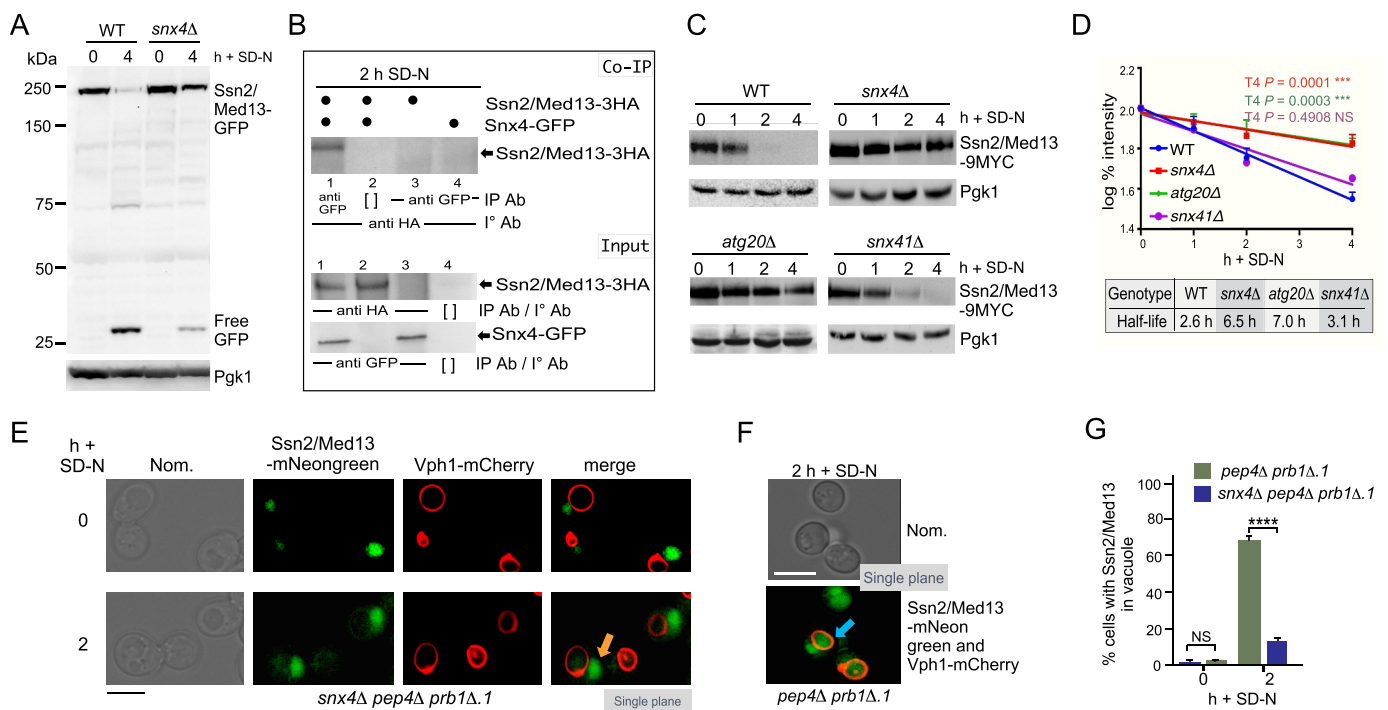 A
WT snx4Δ
kDa 0 4 0 4 h + SD-N
250
150
75
50
25
Ssn2/
Med13-
GFP
Free
GFP
Pgk1
B
Co-IP
2 h SD-N
Ssn2/Med13-3HA
Snx4-GFP
Ssn2/Med13-3HA
1 2 3 4
anti GFP [ ] anti GFP IP Ab
anti HA I° Ab
Input
1 2 3 4
Ssn2/Med13-3HA
anti HA [ ] IP Ab / I° Ab
Snx4-GFP
anti GFP [ ] IP Ab / I° Ab
C
WT snx4Δ
0 1 2 4 0 1 2 4 h + SD-N
Ssn2/Med13
-9MYC
Pgk1
atg20Δ snx41Δ
0 1 2 4 0 1 2 4 h + SD-N
Ssn2/Med13
-9MYC
Pgk1
D
T4 P = 0.0001 ***
T4 P = 0.0003 ***
T4 P = 0.4908 NS
log % intensity
2.2
2.0
1.8
1.6
1.4
WT
snx4Δ
atg20Δ
snx41Δ
0 1 2 3 4
h + SD-N
Genotype WT snx4Δ atg20Δ snx41Δ
Half-life 2.6 h 6.5 h 7.0 h 3.1 h
E
h +
SD-N
Nom.
Ssn2/Med13
-mNeongreen
Vph1-mCherry
merge
0
2
snx4Δ pep4Δ prb1Δ.1
Single plane
F
2 h + SD-N
Nom.
Single plane
Ssn2/Med13
-mNeon
green and
Vph1-mCherry
pep4Δ prb1Δ.1
G
pep4Δ prb1Δ.1
snx4Δ pep4Δ prb1Δ.1
% cells with Ssn2/Med13
in vacuole
100
80
60
40
20
0
NS
****
0 2
h + SD-N